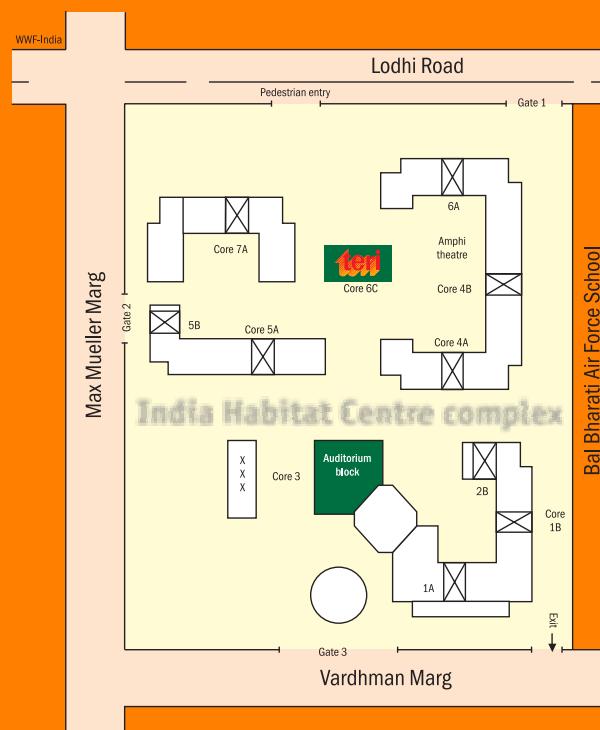 WWF-India
Lodhi Road
Pedestrian entry
Gate 1
6A
Core 7A
Amphi
theatre
teri
Core 6C
Core 4B
Max Mueller Marg
Gate 2
5B
Core 5A
Core 4A
Bal Bharati Air Force School
India Habitat Centre complex
X
X
X
Core 3
Auditorium
block
2B
Core
1B
1A
Exit
Gate 3
Vardhman Marg